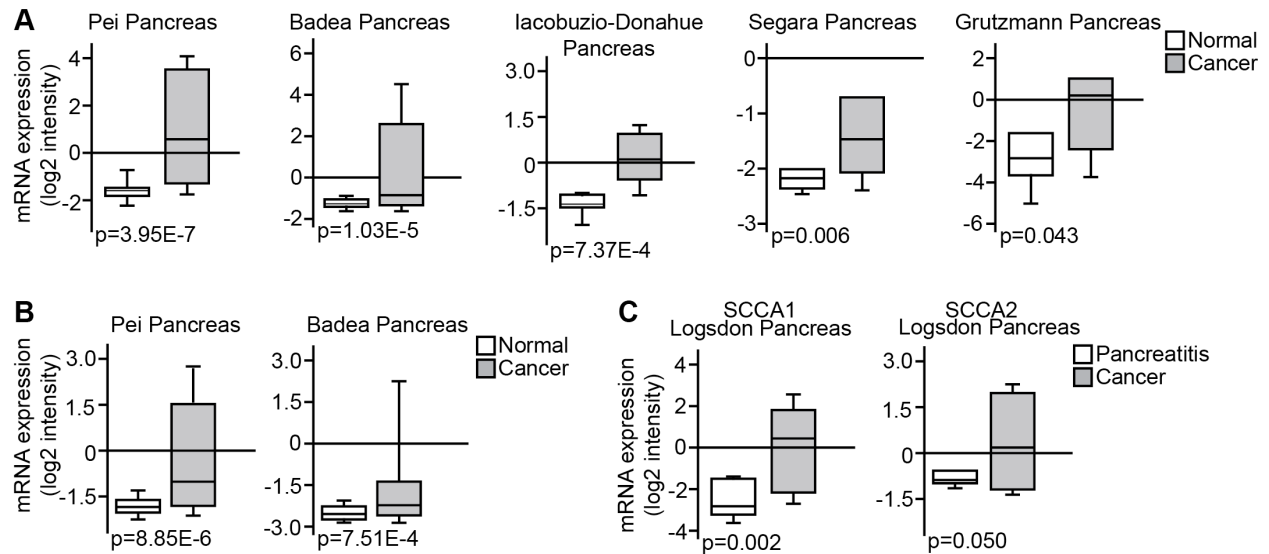 A
Pei Pancreas
Badea Pancreas
Iacobuzio-Donahue
Pancreas
Segara Pancreas
Grutzmann Pancreas
Normal
Cancer
mRNA expression
(log2 intensity)
4
2
0
-2
p=3.95E-7
6
4
2
0
-2
p=1.03E-5
3.0
1.5
0
-1.5
p=7.37E-4
0
-1
-2
-3
p=0.006
2
0
-2
-4
-6
p=0.043
B
Pei Pancreas
Badea Pancreas
Normal
Cancer
mRNA expression
(log2 intensity)
3.0
1.5
0
-1.5
p=8.85E-6
3.0
1.5
0
-1.5
-3.0
p=7.51E-4
C
SCCA1
Logsdon Pancreas
SCCA2
Logsdon Pancreas
Pancreatitis
Cancer
mRNA expression
(log2 intensity)
4
2
0
-2
-4
p=0.002
3.0
1.5
0
-1.5
p=0.050